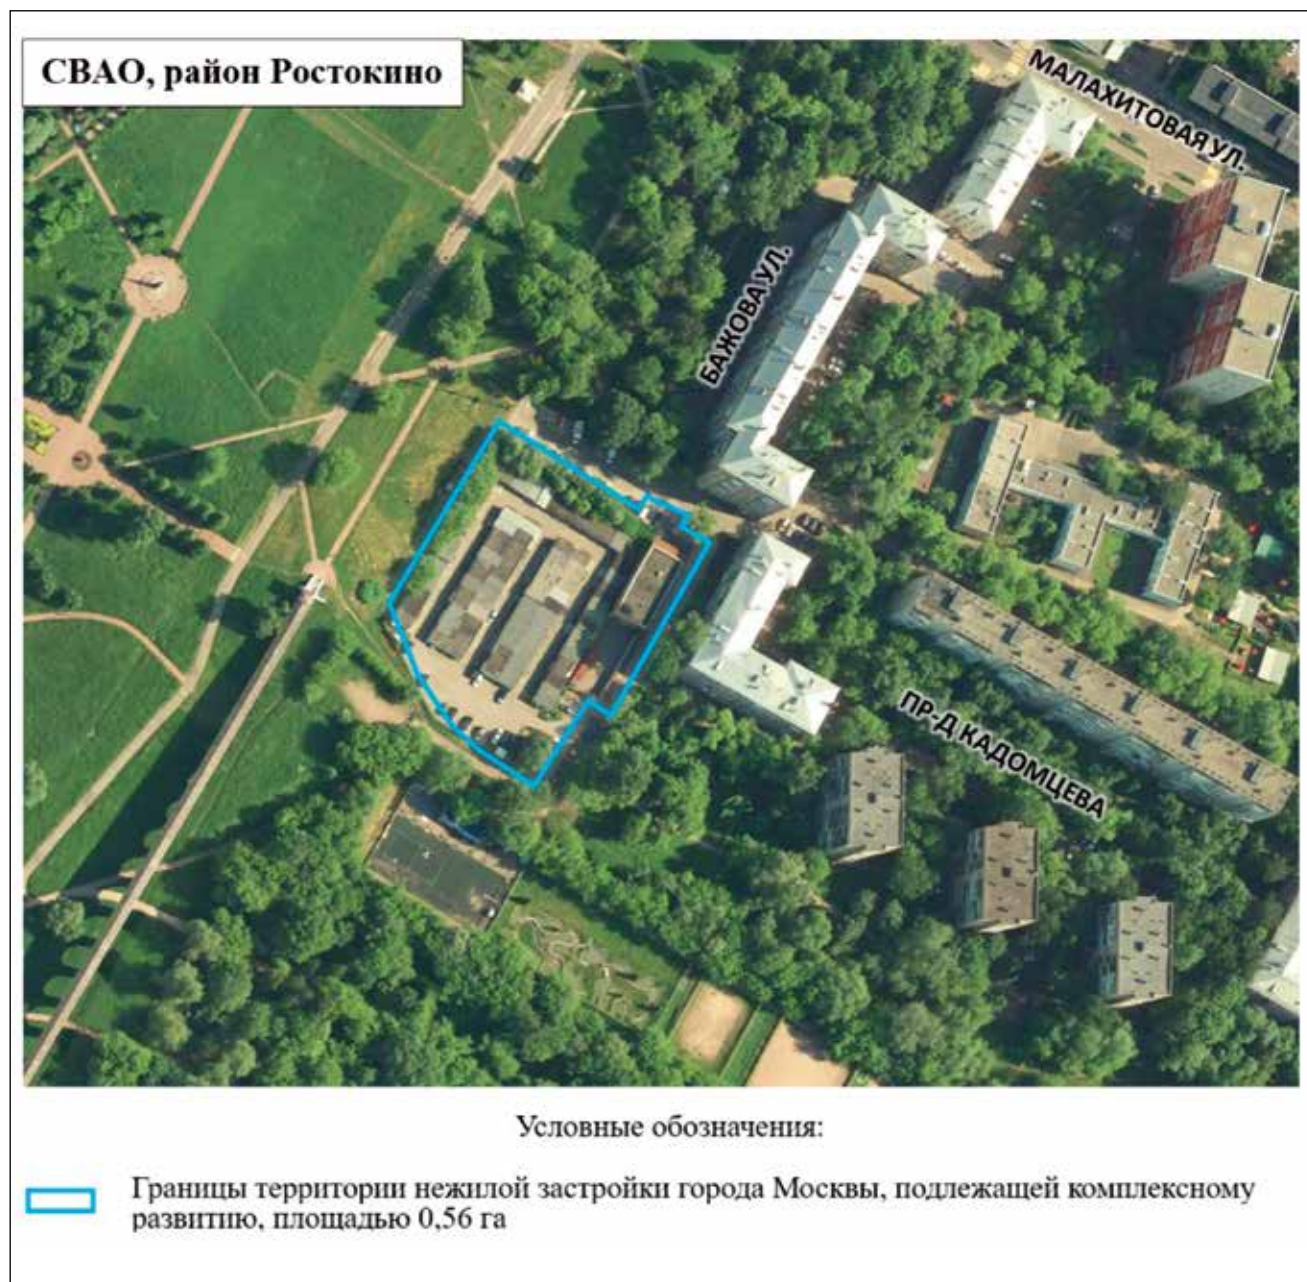 СВАО, район Ростокино
МАЛАХИТОВАЯ УЛ.
БАЖОВА УЛ.
ПР-Д КАДОМЦЕВА
Условные обозначения:
Границы территории нежилой застройки города Москвы, подлежащей комплексному
развитию, площадью 0,56 га